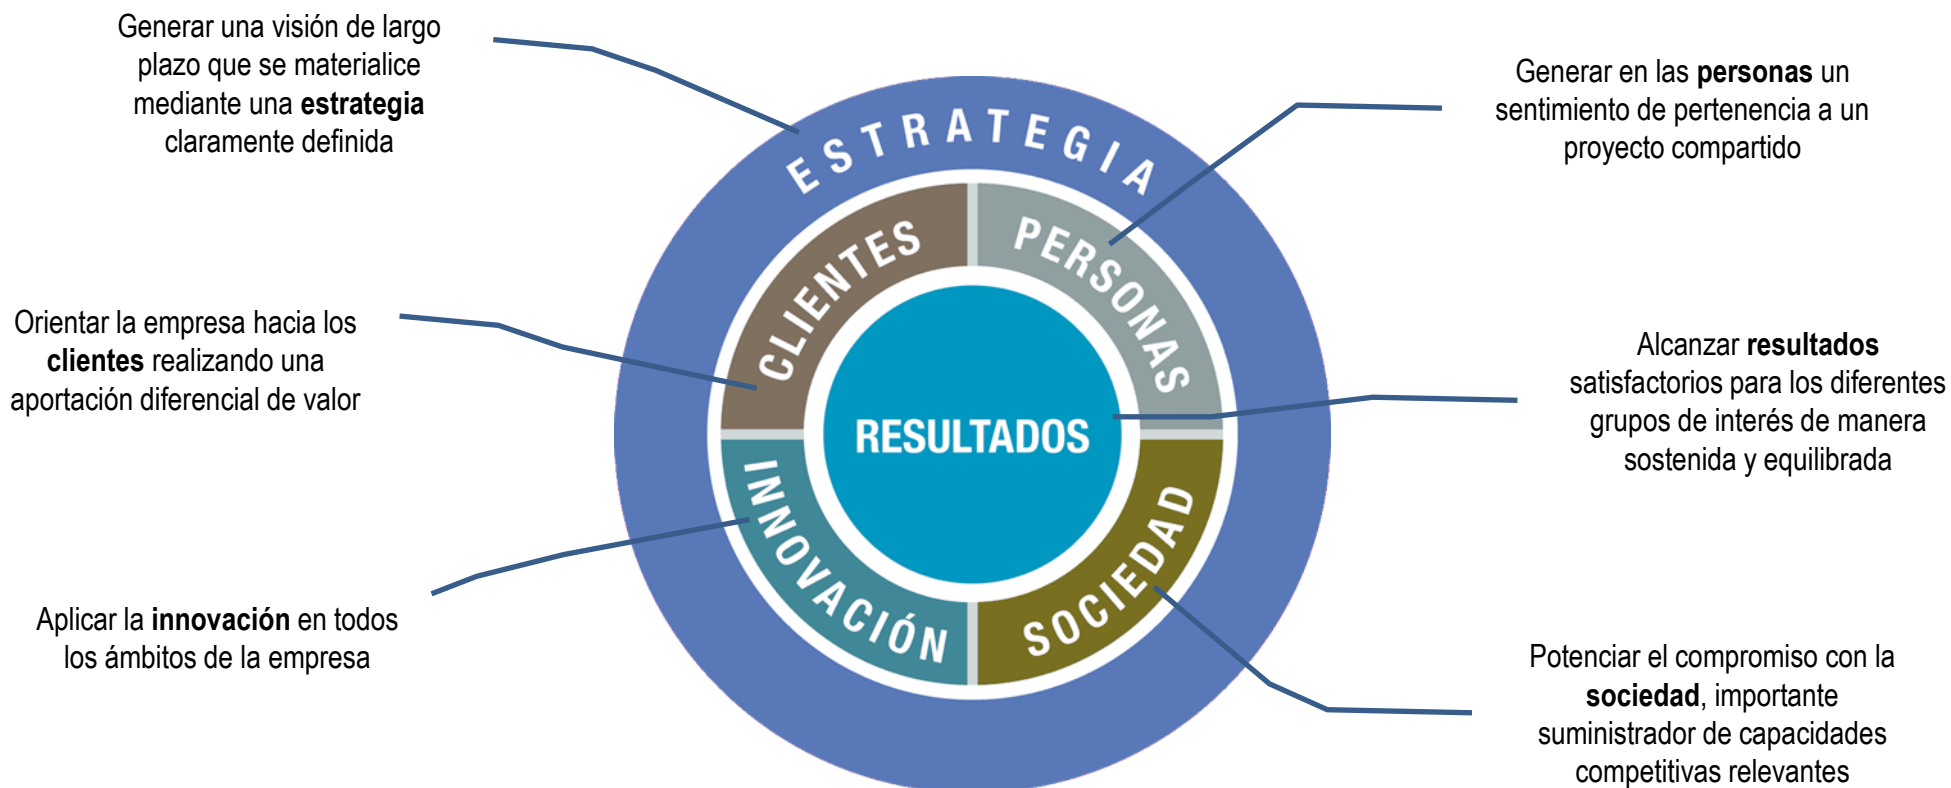 Generar una visión de largo
plazo que se materialice
mediante una estrategia
claramente definida
Generar en las personas un
sentimiento de pertenencia a un
proyecto compartido
ESTRATEGIA
CLIENTES
PERSONAS
Orientar la empresa hacia los
clientes realizando una
aportación diferencial de valor
RESULTADOS
Alcanzar resultados
satisfactorios para los diferentes
grupos de interés de manera
sostenida y equilibrada
INNOVACIÓN
SOCIEDAD
Aplicar la innovación en todos
los ámbitos de la empresa
Potenciar el compromiso con la
sociedad, importante
suministrador de capacidades
competitivas relevantes